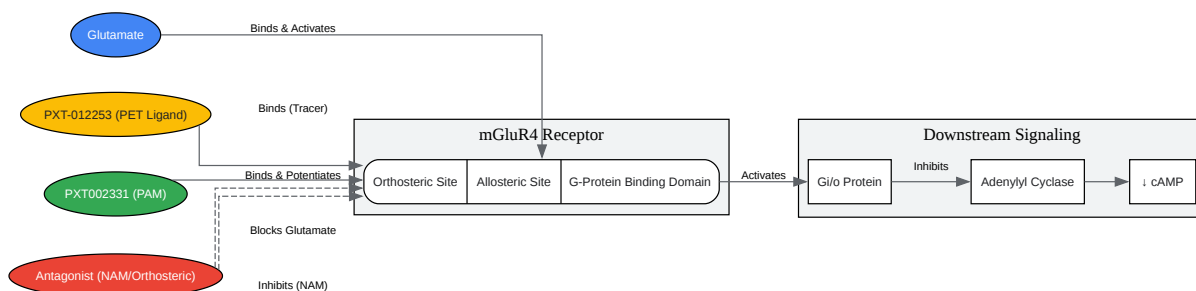 Glutamate
Binds & Activates
PXT-012253 (PET Ligand)
Binds (Tracer)
mGluR4 Receptor
Downstream Signaling
Orthosteric Site
Allosteric Site
G-Protein Binding Domain
Activates
Gi/o Protein
Inhibits
Adenylyl Cyclase
↓ cAMP
Binds & Potentiates
PXT002331 (PAM)
Blocks Glutamate
Antagonist (NAM/Orthosteric)
Inhibits (NAM)